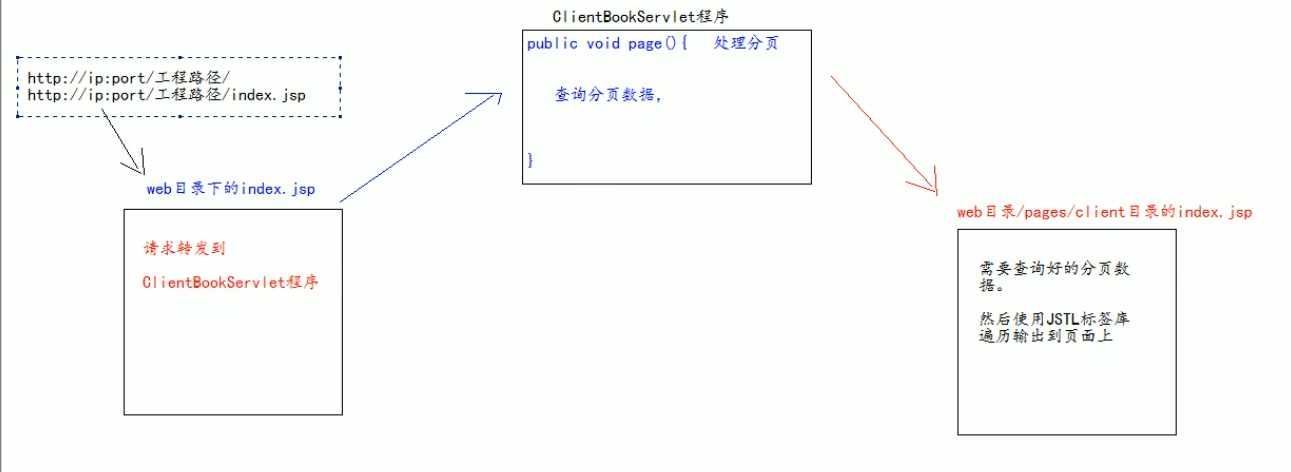 ClientBookServlet程序
public void page(){ 处理分页
查询分页数据，
}
http://ip:port/工程路径/
http://ip:port/工程路径/index.jsp
web目录下的index.jsp
请求转发到
ClientBookServlet程序
web目录/pages/client目录的index.jsp
需要查询好的分页数
据。
然后使用JSTL标签库
遍历输出到页面上